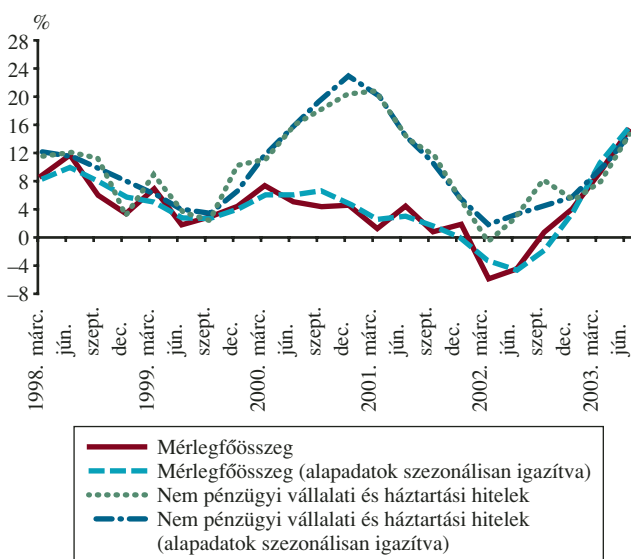 %
28
24
20
16
12
8
4
0
–4
–8
1998. márc.
jún.
szept.
dec.
1999. márc.
jún.
szept.
dec.
2000. márc.
jún.
szept.
dec.
2001. márc.
jún.
szept.
dec.
2002. márc.
jún.
szept.
dec.
2003. márc.
jún.
Mérlegfőösszeg
Mérlegfőösszeg (alapadatok szezonálisan igazítva)
Nem pénzügyi vállalati és háztartási hitelek
Nem pénzügyi vállalati és háztartási hitelek
(alapadatok szezonálisan igazítva)